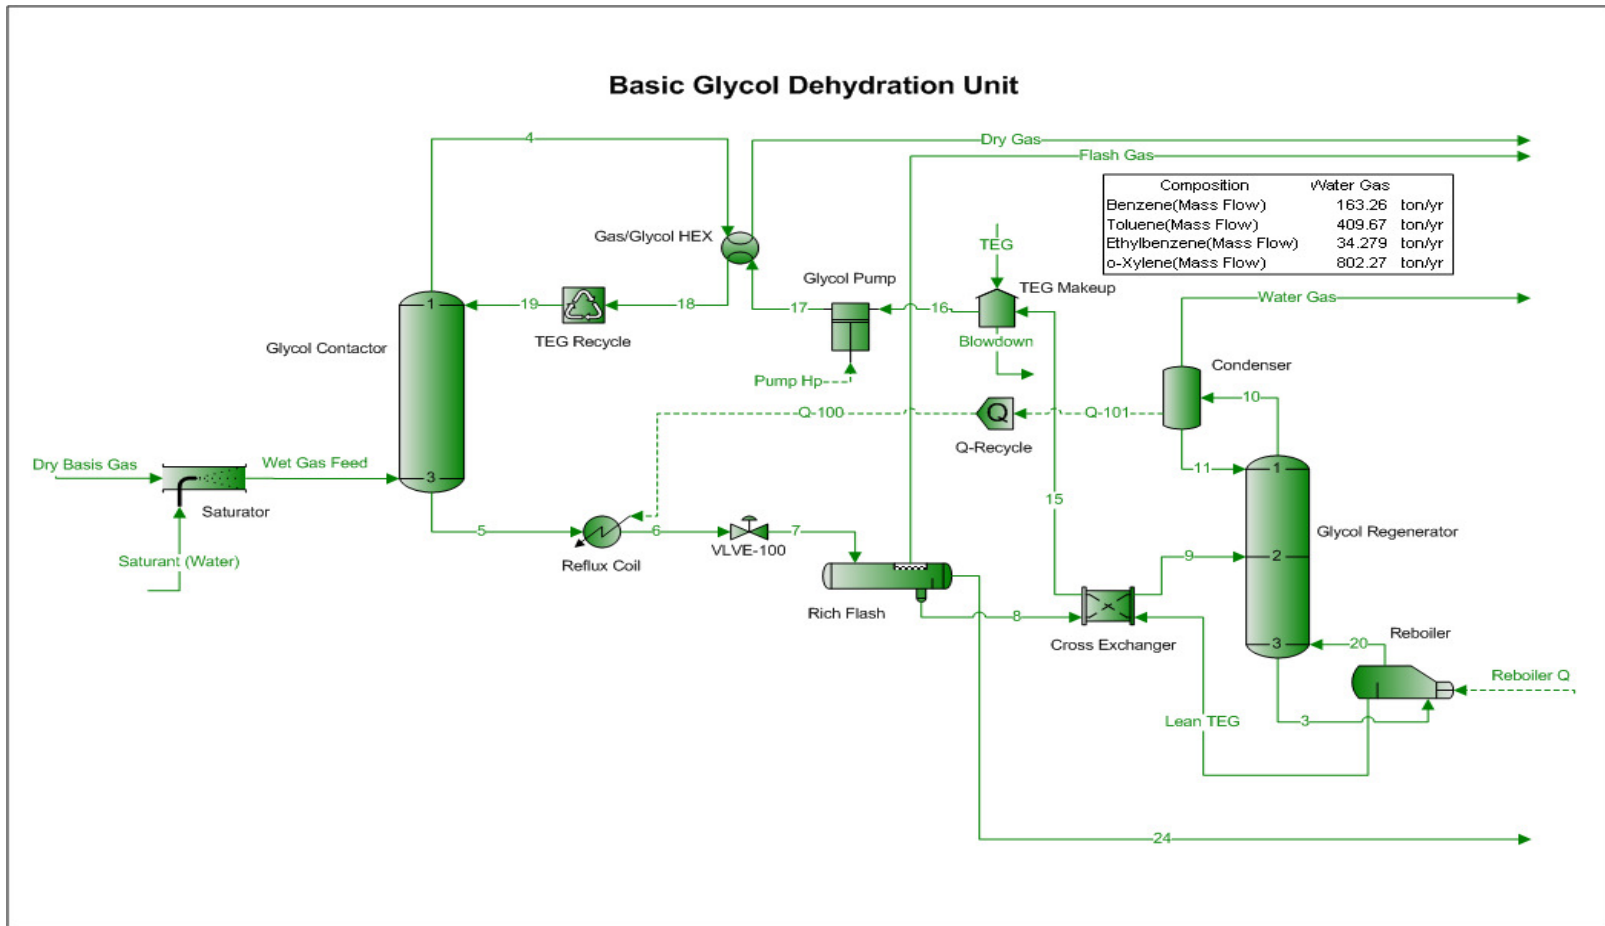 Basic Glycol Dehydration Unit
4
Dry Gas
Flash Gas
Composition Water Gas
Benzene(Mass Flow) 163.26 ton/yr
Toluene(Mass Flow) 409.67 ton/yr
Ethylbenzene(Mass Flow) 34.279 ton/yr
o-Xylene(Mass Flow) 802.27 ton/yr
Gas/Glycol HEX
TEG
Glycol Pump
TEG Makeup
Water Gas
1
19
18
17
16
TEG Recycle
Blowdown
Glycol Contactor
Condenser
Pump Hp
10
Q-100
Q
Q-101
Q-Recycle
Dry Basis Gas
Wet Gas Feed
3
11
1
15
Saturator
5
6
7
Glycol Regenerator
VLVE-100
Saturant (Water)
Reflux Coil
9
2
Rich Flash
8
Cross Exchanger
3
20
Reboiler
Reboiler Q
Lean TEG
3
24